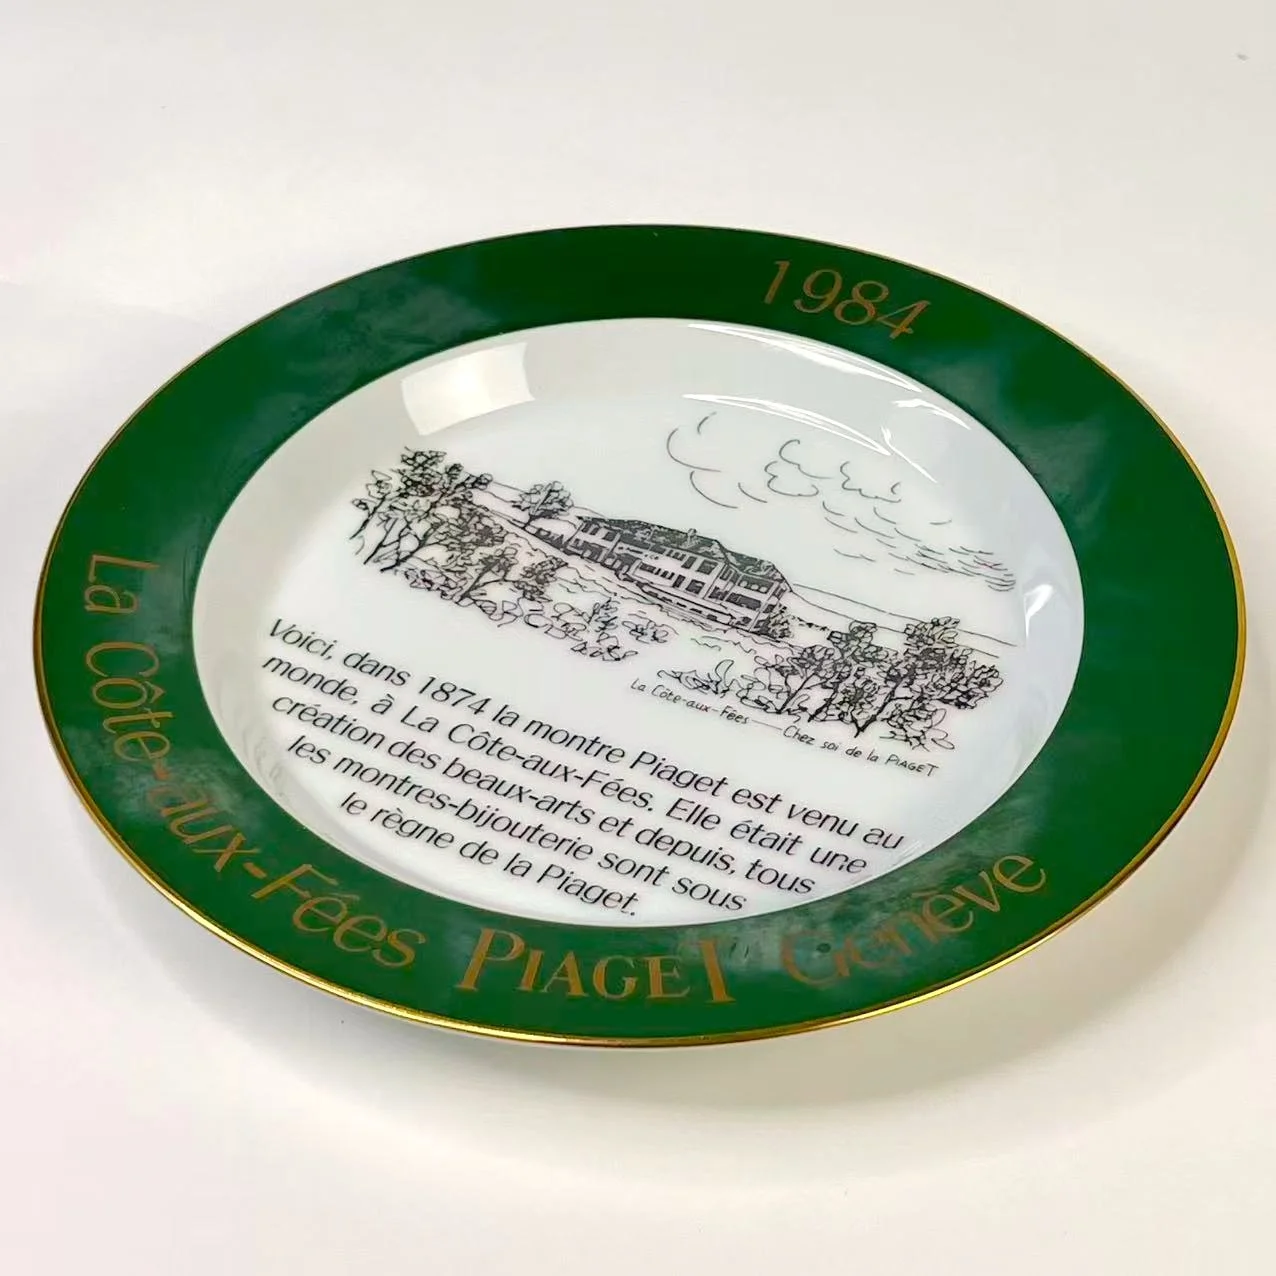 1984
La Côte-aux-Fées — Chez soi de la PIAGET
Voici, dans 1874 la montre Piaget est venu au
monde, à La Côte-aux-Fées. Elle était une
création des beaux-arts et depuis, tous
les montres-bijouterie sont sous
le règne de la Piaget.
La Côte-aux-Fées PIAGET Genève